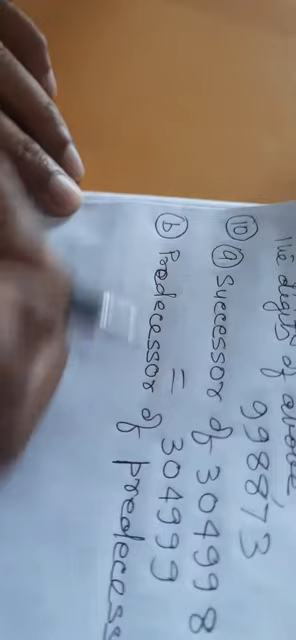 the digits of above
998873
10 a Successor of 304998
= 304999
b Predecessor of predecess